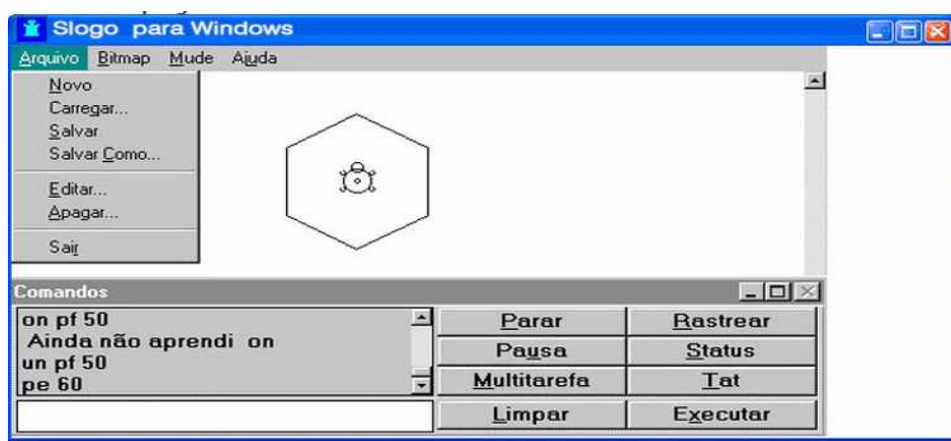 Slogo para Windows
Arquivo Bitmap Mude Ajuda
Novo
Carregar...
Salvar
Salvar Como...
Editar...
Apagar...
Sair
Comandos
on pf 50
Ainda não aprendi on
un pf 50
pe 60
Parar Rastrear
Pausa Status
Multitarefa Tat
Limpar Executar